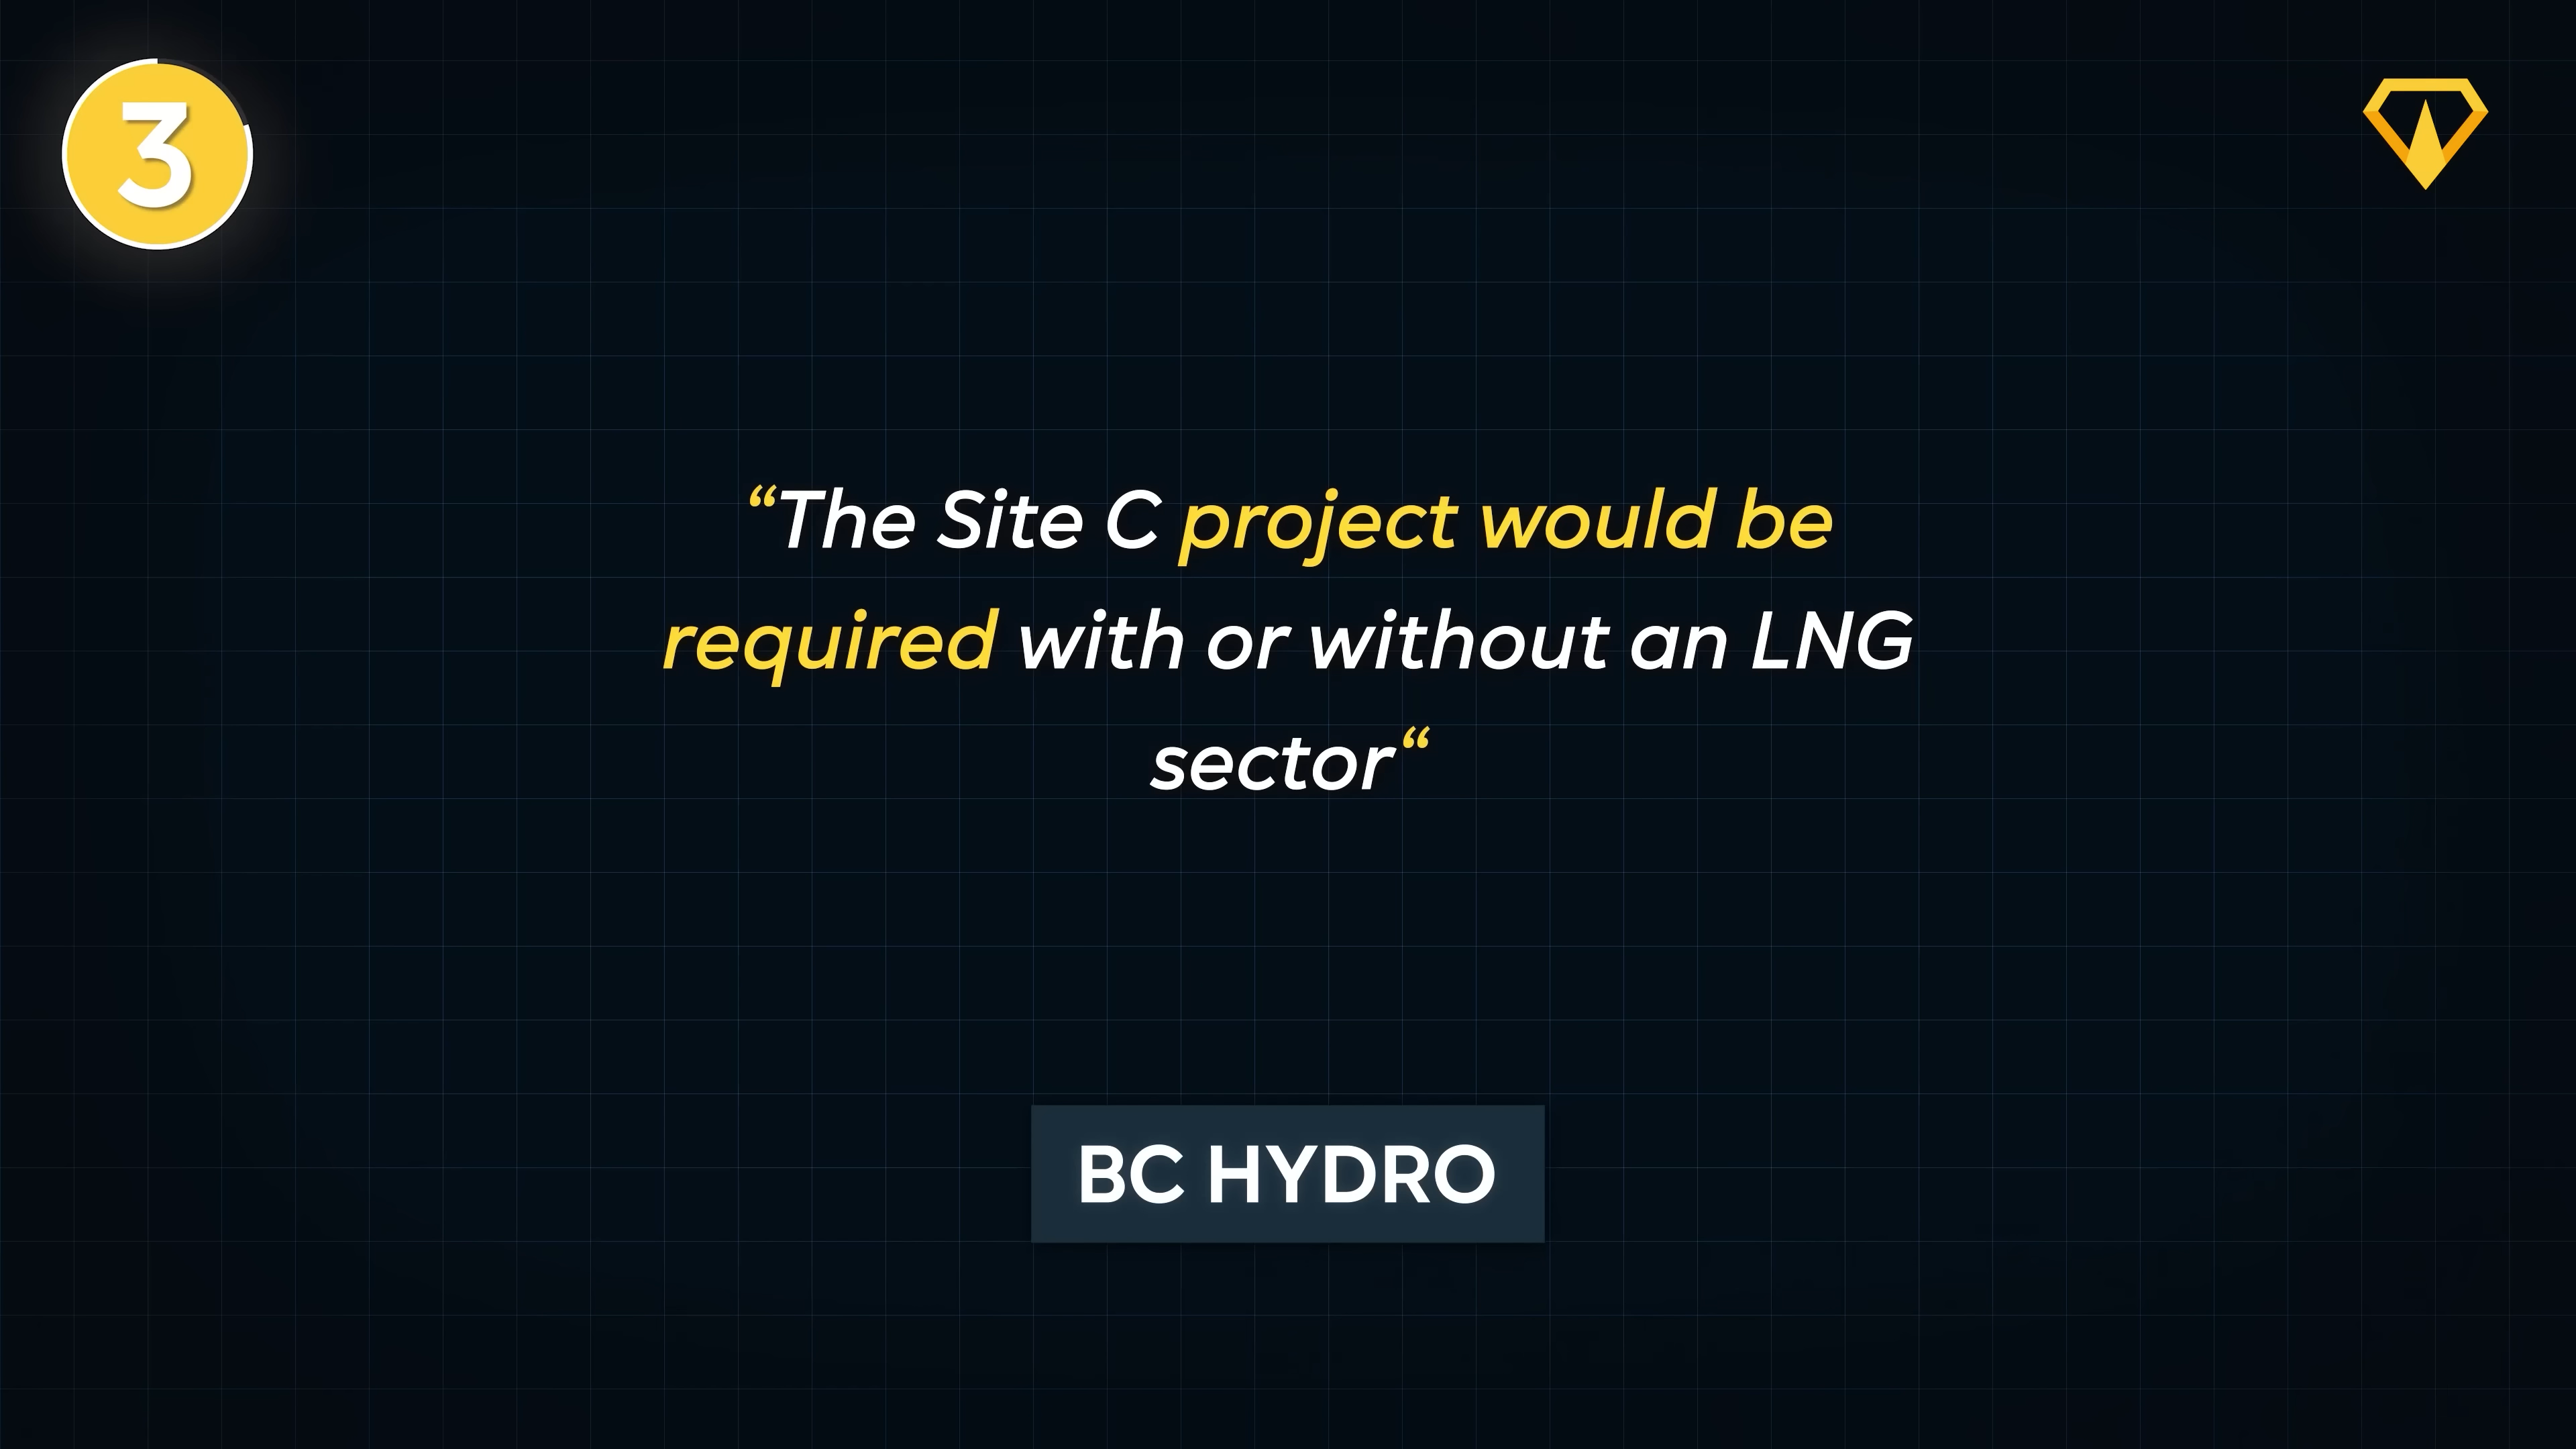 3
“The Site C project would be
required with or without an LNG
sector“
BC HYDRO